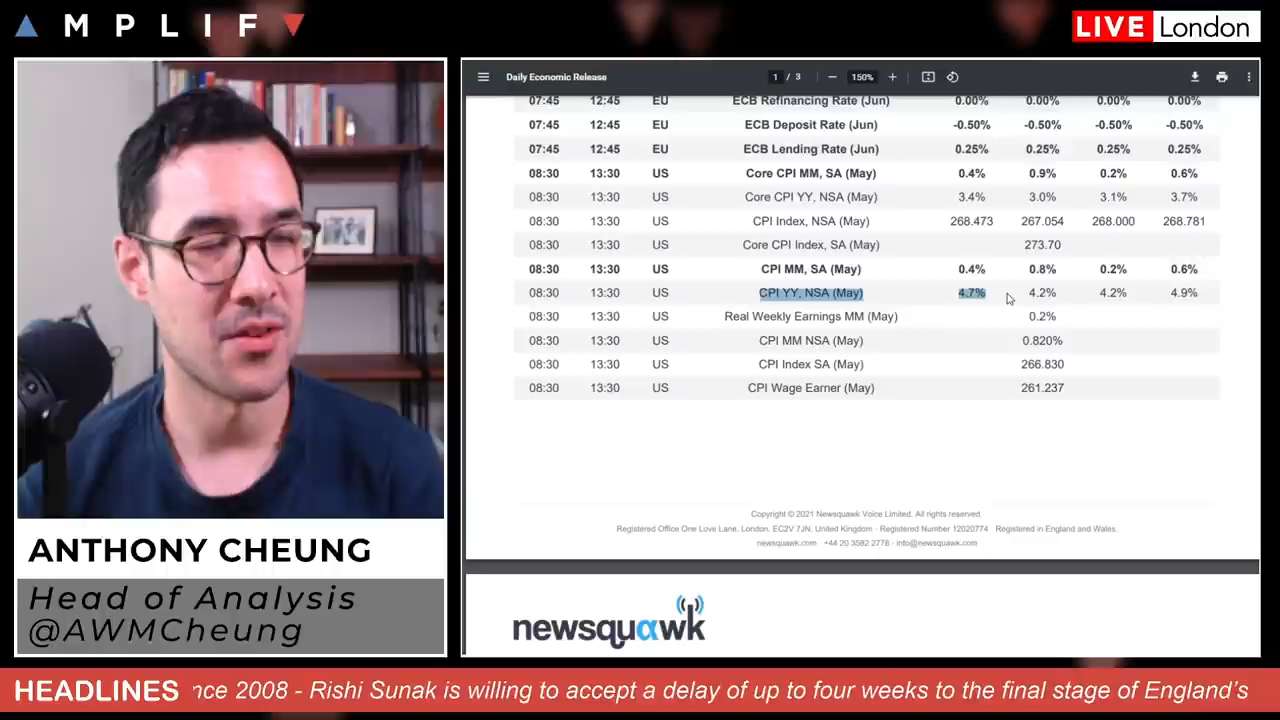 AMPLIFY
LIVE London
Daily Economic Release
1 / 3
150%
07:45 12:45 EU ECB Refinancing Rate (Jun) 0.00% 0.00% 0.00% 0.00%
07:45 12:45 EU ECB Deposit Rate (Jun) -0.50% -0.50% -0.50% -0.50%
07:45 12:45 EU ECB Lending Rate (Jun) 0.25% 0.25% 0.25% 0.25%
08:30 13:30 US Core CPI MM, SA (May) 0.4% 0.9% 0.2% 0.6%
08:30 13:30 US Core CPI YY, NSA (May) 3.4% 3.0% 3.1% 3.7%
08:30 13:30 US CPI Index, NSA (May) 268.473 267.054 268.000 268.781
08:30 13:30 US Core CPI Index, SA (May) 273.70
08:30 13:30 US CPI MM, SA (May) 0.4% 0.8% 0.2% 0.6%
08:30 13:30 US CPI YY, NSA (May) 4.7% 4.2% 4.2% 4.9%
08:30 13:30 US Real Weekly Earnings MM (May) 0.2%
08:30 13:30 US CPI MM NSA (May) 0.820%
08:30 13:30 US CPI Index SA (May) 266.830
08:30 13:30 US CPI Wage Earner (May) 261.237
Copyright © 2021 Newsquawk Voice Limited. All rights reserved.
Registered Office One Love Lane, London, EC2V 7JN, United Kingdom · Registered Number 12020774 · Registered in England and Wales.
newsquawk.com · +44 20 3582 2778 · info@newsquawk.com
newsquawk
ANTHONY CHEUNG
Head of Analysis
@AWMCheung
HEADLINES nce 2008 - Rishi Sunak is willing to accept a delay of up to four weeks to the final stage of England's